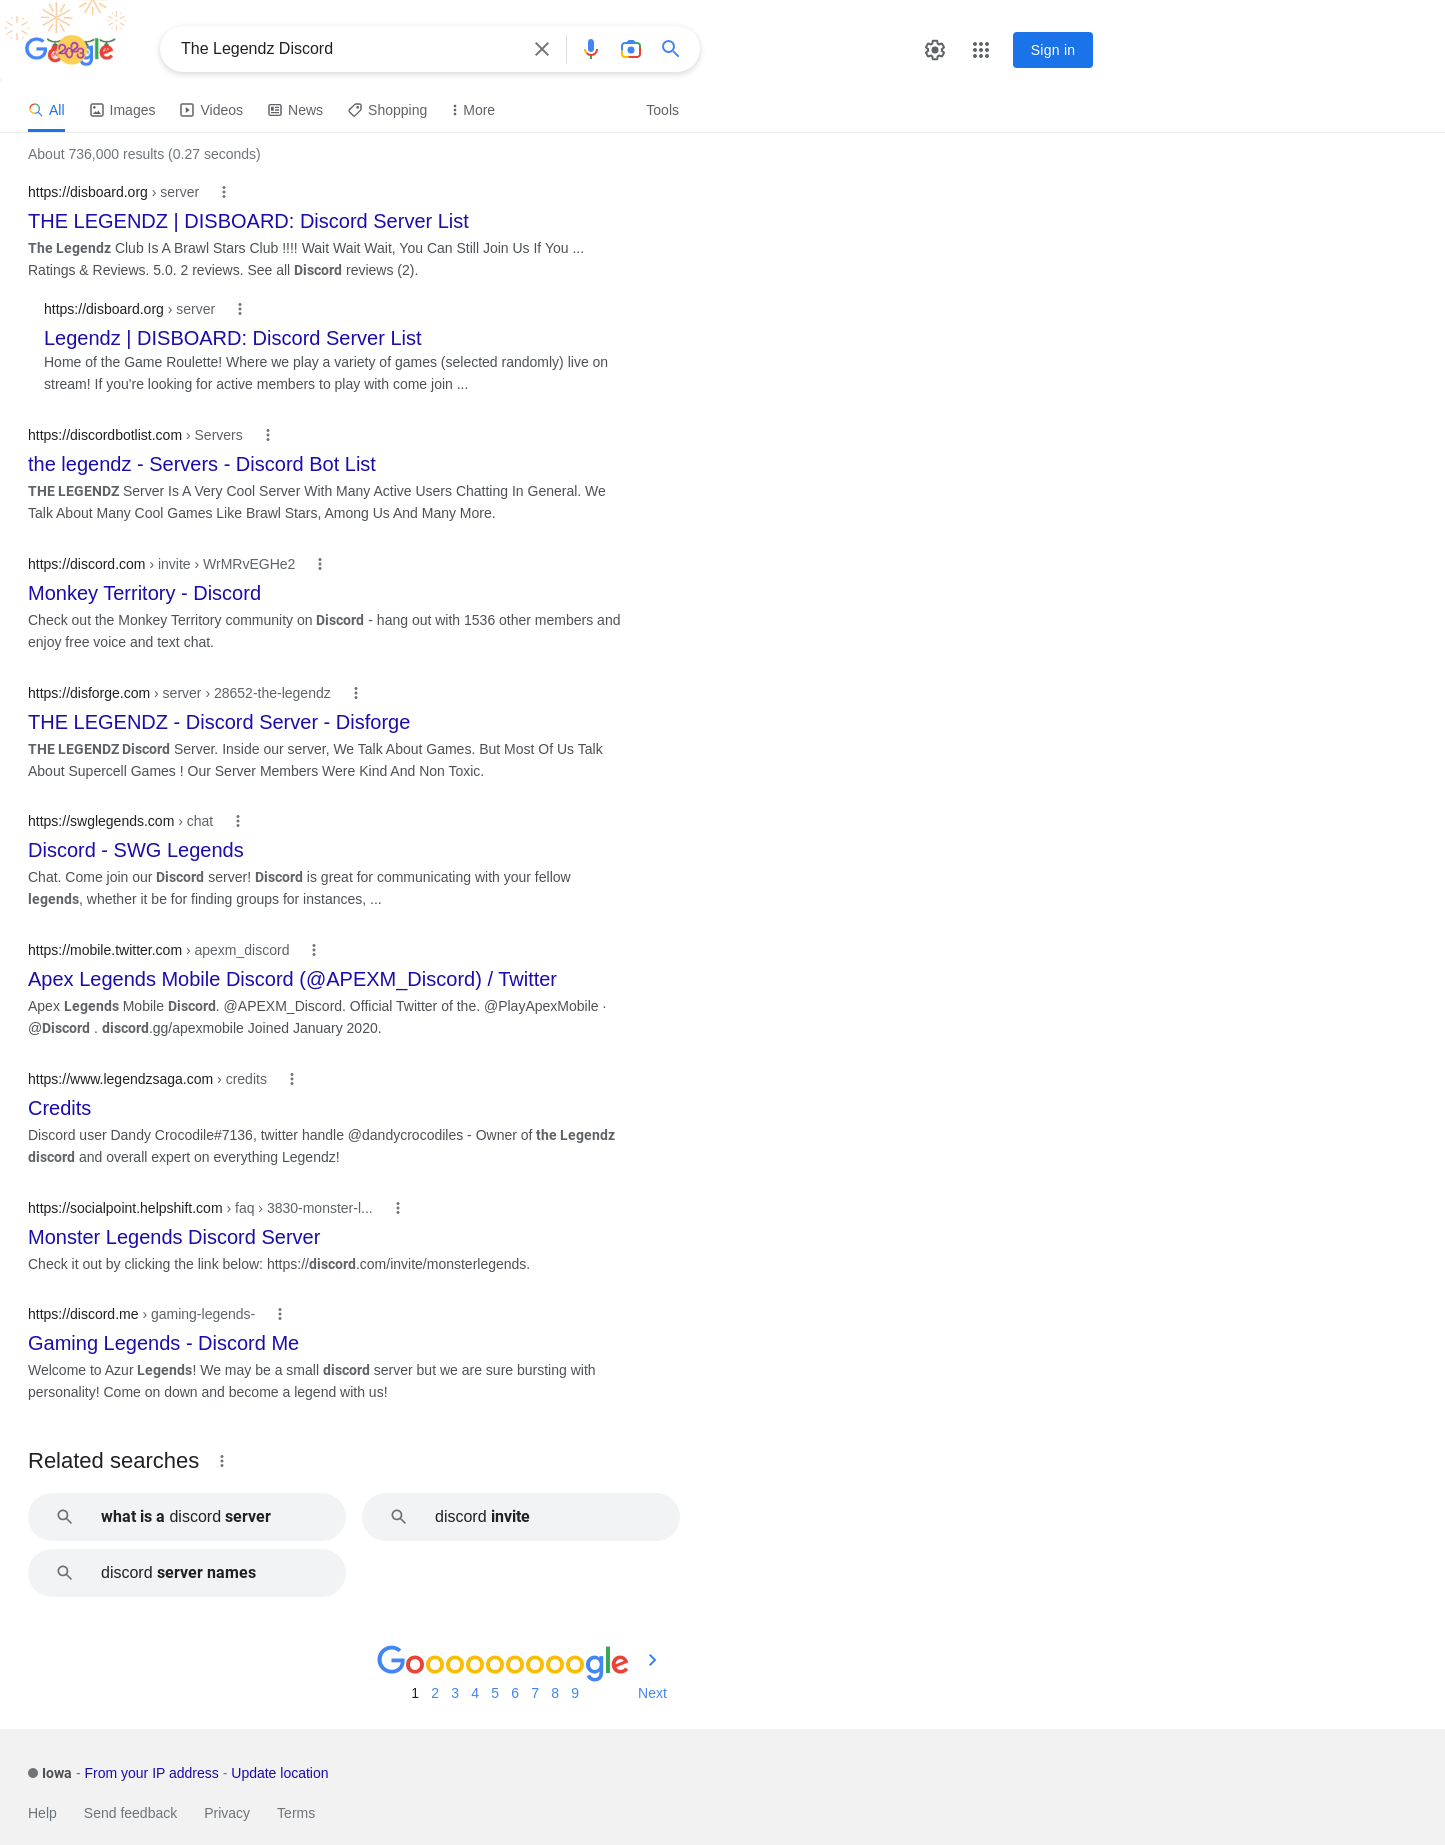 Google
The Legendz Discord
Sign in
All
Images
Videos
News
Shopping
More
Tools
About 736,000 results (0.27 seconds)
https://disboard.org › server
THE LEGENDZ | DISBOARD: Discord Server List
The Legendz Club Is A Brawl Stars Club !!!! Wait Wait Wait, You Can Still Join Us If You ...
Ratings & Reviews. 5.0. 2 reviews. See all Discord reviews (2).
https://disboard.org › server
Legendz | DISBOARD: Discord Server List
Home of the Game Roulette! Where we play a variety of games (selected randomly) live on
stream! If you're looking for active members to play with come join ...
https://discordbotlist.com › Servers
the legendz - Servers - Discord Bot List
THE LEGENDZ Server Is A Very Cool Server With Many Active Users Chatting In General. We
Talk About Many Cool Games Like Brawl Stars, Among Us And Many More.
https://discord.com › invite › WrMRvEGHe2
Monkey Territory - Discord
Check out the Monkey Territory community on Discord - hang out with 1536 other members and
enjoy free voice and text chat.
https://disforge.com › server › 28652-the-legendz
THE LEGENDZ - Discord Server - Disforge
THE LEGENDZ Discord Server. Inside our server, We Talk About Games. But Most Of Us Talk
About Supercell Games ! Our Server Members Were Kind And Non Toxic.
https://swglegends.com › chat
Discord - SWG Legends
Chat. Come join our Discord server! Discord is great for communicating with your fellow
legends, whether it be for finding groups for instances, ...
https://mobile.twitter.com › apexm_discord
Apex Legends Mobile Discord (@APEXM_Discord) / Twitter
Apex Legends Mobile Discord. @APEXM_Discord. Official Twitter of the. @PlayApexMobile ·
@Discord . discord.gg/apexmobile Joined January 2020.
https://www.legendzsaga.com › credits
Credits
Discord user Dandy Crocodile#7136, twitter handle @dandycrocodiles - Owner of the Legendz
discord and overall expert on everything Legendz!
https://socialpoint.helpshift.com › faq › 3830-monster-l...
Monster Legends Discord Server
Check it out by clicking the link below: https://discord.com/invite/monsterlegends.
https://discord.me › gaming-legends-
Gaming Legends - Discord Me
Welcome to Azur Legends! We may be a small discord server but we are sure bursting with
personality! Come on down and become a legend with us!
Related searches
what is a discord server
discord invite
discord server names
Goooooooooogle
1 2 3 4 5 6 7 8 9 Next
Iowa - From your IP address - Update location
Help Send feedback Privacy Terms